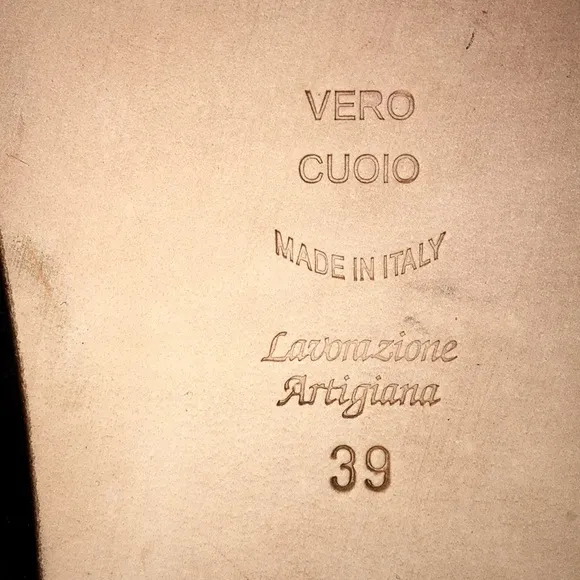 VERO
CUOIO
MADE IN ITALY
Lavorazione
Artigiana
39